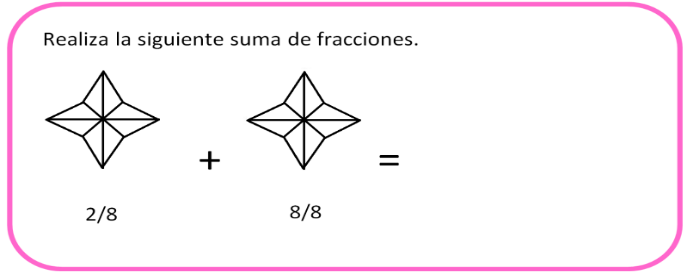 Realiza la siguiente suma de fracciones.
+ =
2/8 8/8